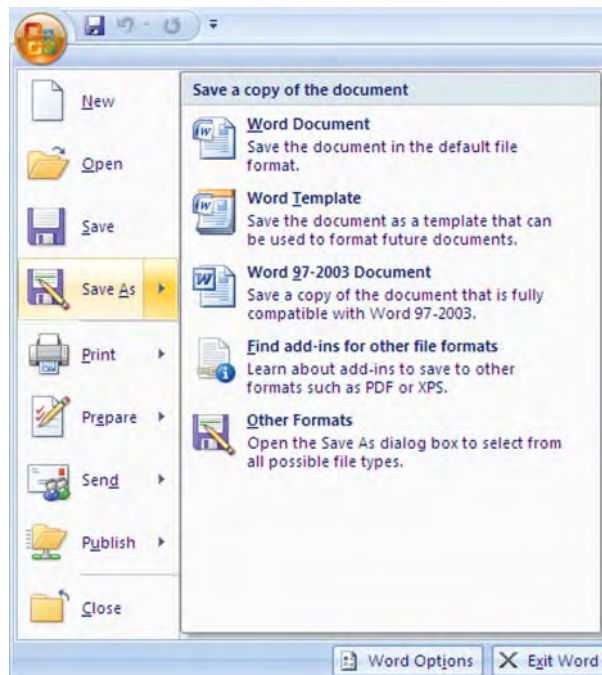 New
Open
Save
Save As
Print
Prepare
Send
Publish
Close
Save a copy of the document
Word Document
Save the document in the default file
format.
Word Template
Save the document as a template that can
be used to format future documents.
Word 97-2003 Document
Save a copy of the document that is fully
compatible with Word 97-2003.
Find add-ins for other file formats
Learn about add-ins to save to other
formats such as PDF or XPS.
Other Formats
Open the Save As dialog box to select from
all possible file types.
Word Options
Exit Word